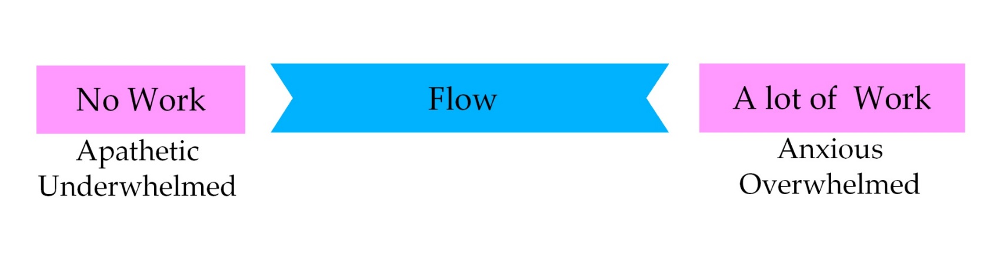 No Work
Flow
A lot of  Work
Apathetic
Underwhelmed
Anxious
Overwhelmed